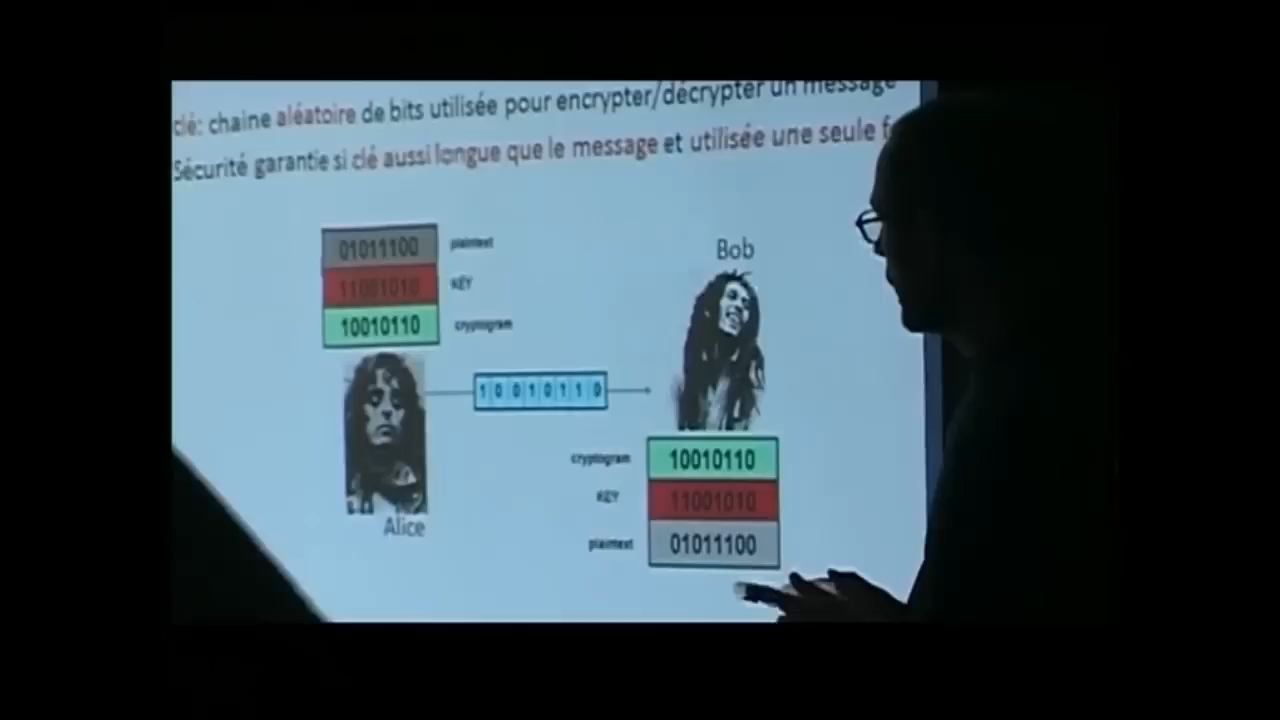 clé: chaine aléatoire de bits utilisée pour encrypter/décrypter un message
Sécurité garantie si clé aussi longue que le message et utilisée une seule f
01011100 plaintext
11001010 KEY
10010110 cryptogram
Bob
1 0 0 1 0 1 1 0
Alice
cryptogram 10010110
KEY 11001010
plaintext 01011100